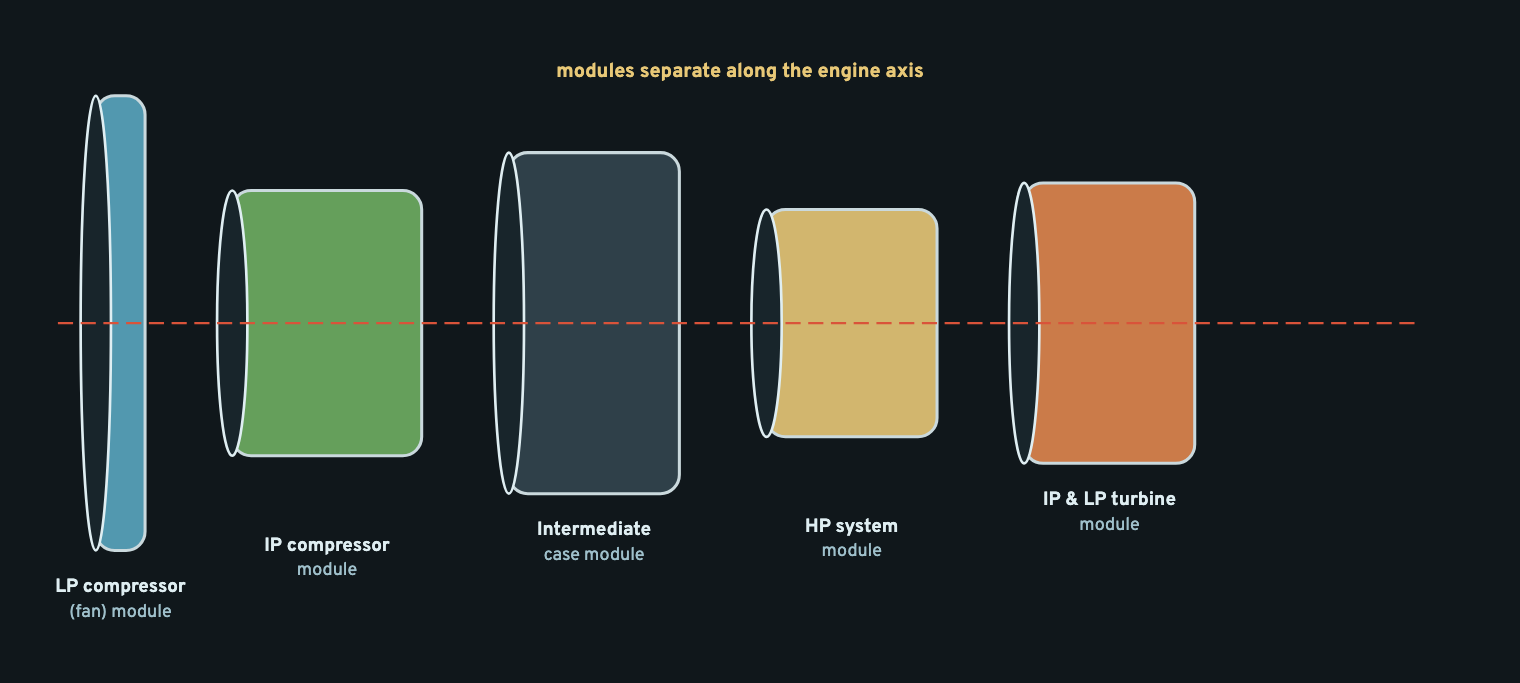 modules separate along the engine axis
LP compressor
(fan) module
IP compressor
module
Intermediate
case module
HP system
module
IP & LP turbine
module